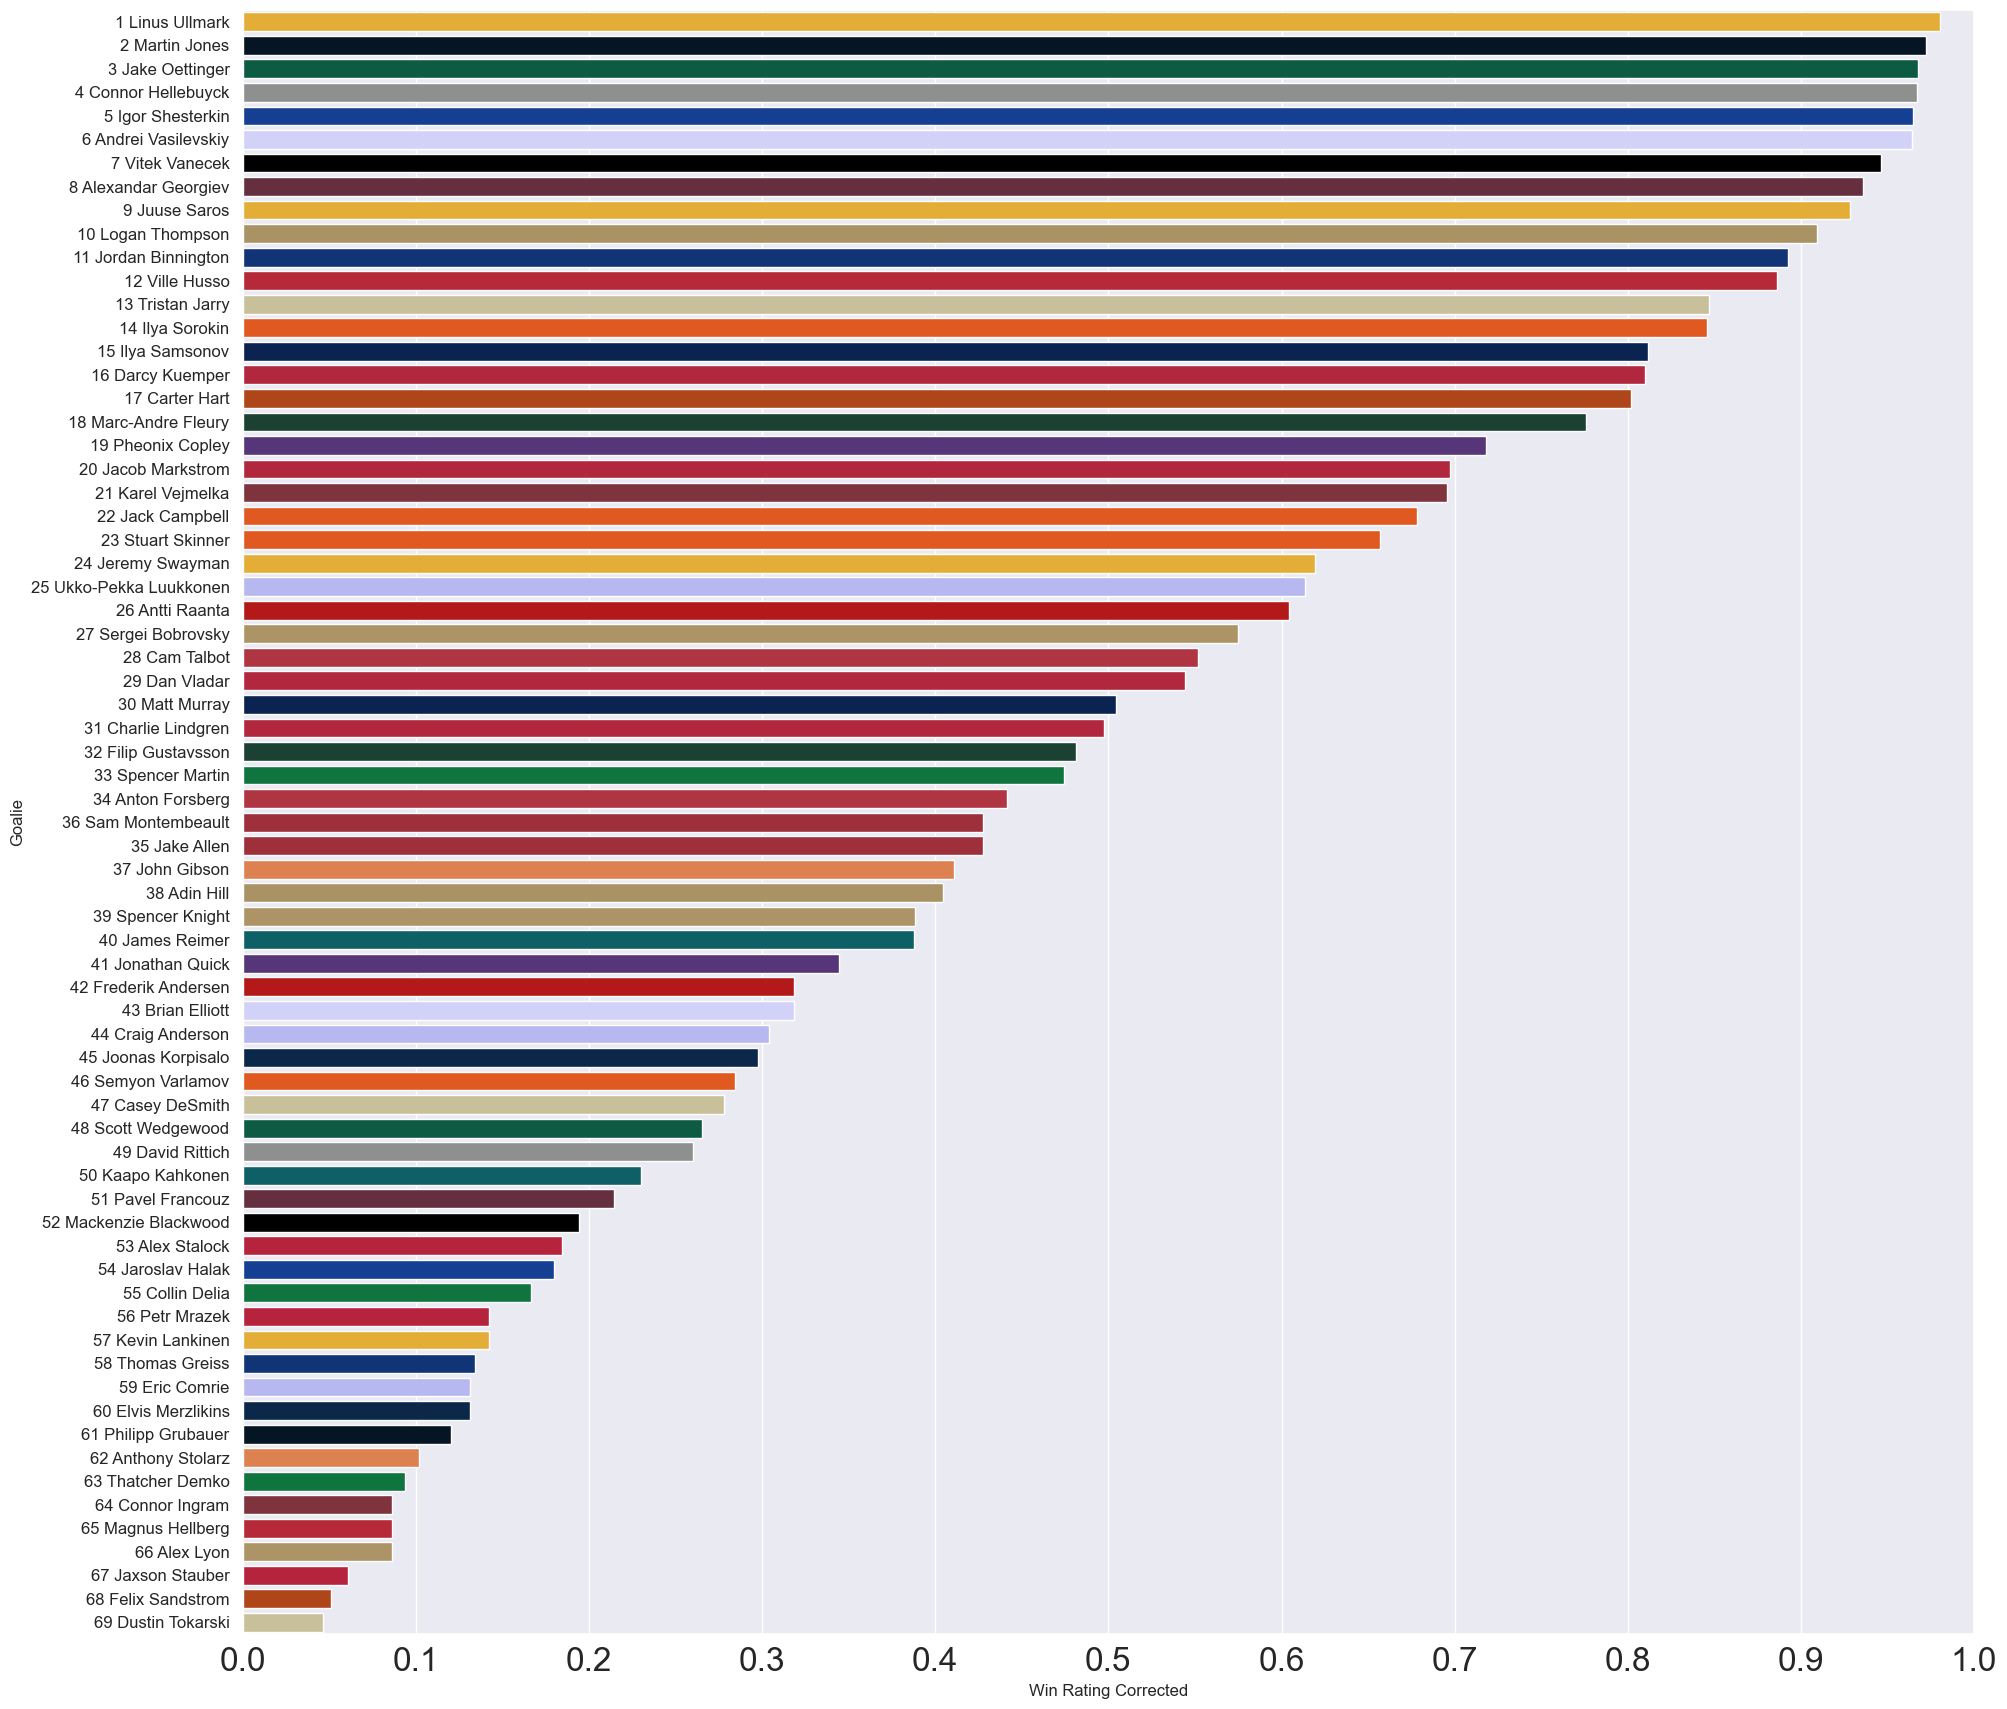 1 Linus Ullmark
2 Martin Jones
3 Jake Oettinger
4 Connor Hellebuyck
5 Igor Shesterkin
6 Andrei Vasilevskiy
7 Vitek Vanecek
8 Alexandar Georgiev
9 Juuse Saros
10 Logan Thompson
11 Jordan Binnington
12 Ville Husso
13 Tristan Jarry
14 Ilya Sorokin
15 Ilya Samsonov
16 Darcy Kuemper
17 Carter Hart
18 Marc-Andre Fleury
19 Pheonix Copley
20 Jacob Markstrom
21 Karel Vejmelka
22 Jack Campbell
23 Stuart Skinner
24 Jeremy Swayman
25 Ukko-Pekka Luukkonen
26 Antti Raanta
27 Sergei Bobrovsky
28 Cam Talbot
29 Dan Vladar
30 Matt Murray
31 Charlie Lindgren
32 Filip Gustavsson
33 Spencer Martin
34 Anton Forsberg
36 Sam Montembeault
35 Jake Allen
37 John Gibson
38 Adin Hill
39 Spencer Knight
40 James Reimer
41 Jonathan Quick
42 Frederik Andersen
43 Brian Elliott
44 Craig Anderson
45 Joonas Korpisalo
46 Semyon Varlamov
47 Casey DeSmith
48 Scott Wedgewood
49 David Rittich
50 Kaapo Kahkonen
51 Pavel Francouz
52 Mackenzie Blackwood
53 Alex Stalock
54 Jaroslav Halak
55 Collin Delia
56 Petr Mrazek
57 Kevin Lankinen
58 Thomas Greiss
59 Eric Comrie
60 Elvis Merzlikins
61 Philipp Grubauer
62 Anthony Stolarz
63 Thatcher Demko
64 Connor Ingram
65 Magnus Hellberg
66 Alex Lyon
67 Jaxson Stauber
68 Felix Sandstrom
69 Dustin Tokarski
Goalie
0.0 0.1 0.2 0.3 0.4 0.5 0.6 0.7 0.8 0.9 1.0
Win Rating Corrected